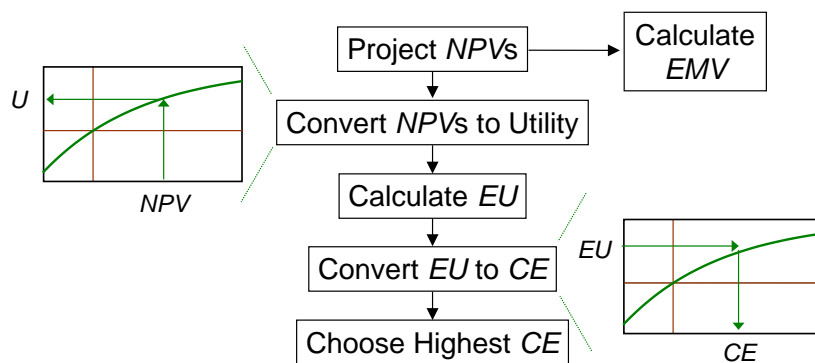 Project NPVs
Calculate
EMV
U
NPV
Convert NPVs to Utility
Calculate EU
Convert EU to CE
EU
CE
Choose Highest CE